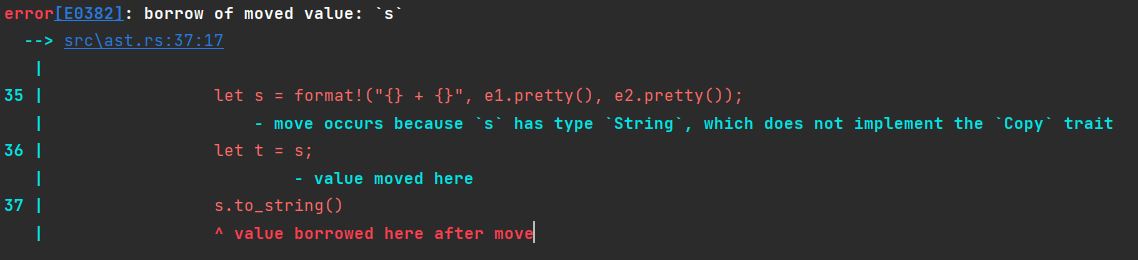 error[E0382]: borrow of moved value: `s`
  --> src\ast.rs:37:17
   |
35 |                 let s = format!("{} + {}", e1.pretty(), e2.pretty());
   |                     - move occurs because `s` has type `String`, which does not implement the `Copy` trait
36 |                 let t = s;
   |                         - value moved here
37 |                 s.to_string()
   |                 ^ value borrowed here after move